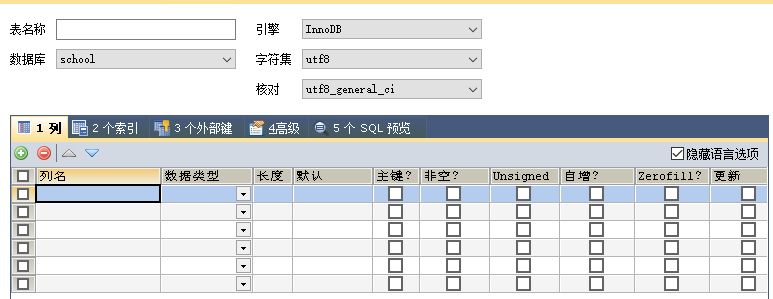 表名称 引擎 InnoDB
数据库 school 字符集 utf8
核对 utf8_general_ci
1 列 2 个索引 3 个外部键 4高级 5 个 SQL 预览
隐藏语言选项
列名 数据类型 长度 默认 主键? 非空? Unsigned 自增? Zerofill? 更新